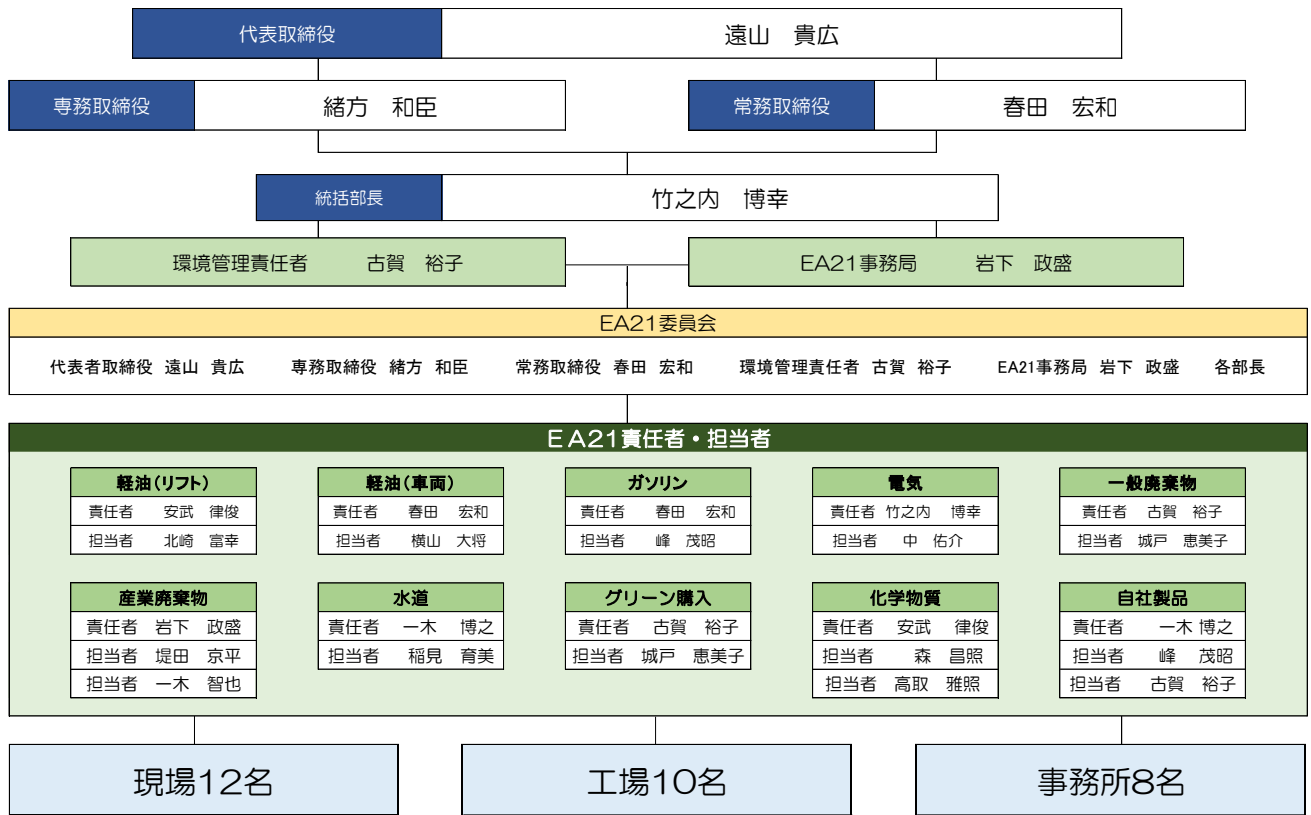 代表取締役 遠山 貴広
専務取締役 緒方 和臣 常務取締役 春田 宏和
統括部長 竹之内 博幸
環境管理責任者 古賀 裕子 EA21事務局 岩下 政盛
EA21委員会
代表者取締役 遠山 貴広 専務取締役 緒方 和臣 常務取締役 春田 宏和 環境管理責任者 古賀 裕子 EA21事務局 岩下 政盛 各部長
EA21責任者・担当者
軽油(リフト)
責任者 安武 律俊
担当者 北崎 富幸
軽油(車両)
責任者 春田 宏和
担当者 横山 大将
ガソリン
責任者 春田 宏和
担当者 峰 茂昭
電気
責任者 竹之内 博幸
担当者 中 佑介
一般廃棄物
責任者 古賀 裕子
担当者 城戸 恵美子
産業廃棄物
責任者 岩下 政盛
担当者 堤田 京平
担当者 一木 智也
水道
責任者 一木 博之
担当者 稲見 育美
グリーン購入
責任者 古賀 裕子
担当者 城戸 恵美子
化学物質
責任者 安武 律俊
担当者 森 昌照
担当者 高取 雅照
自社製品
責任者 一木 博之
担当者 峰 茂昭
担当者 古賀 裕子
現場12名 工場10名 事務所8名